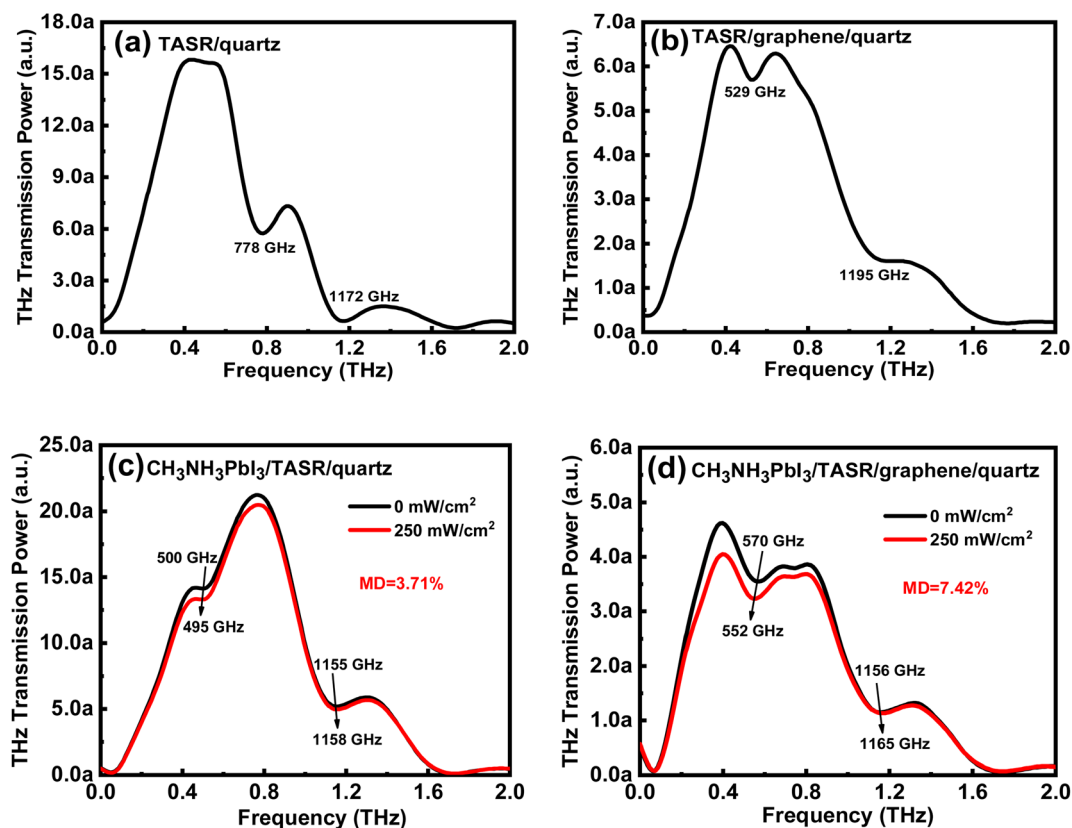 (a) TASR/quartz
THz Transmission Power (a.u.)
18.0a
15.0a
12.0a
9.0a
6.0a
3.0a
0.0a
778 GHz
1172 GHz
0.0 0.4 0.8 1.2 1.6 2.0
Frequency (THz)
(b) TASR/graphene/quartz
THz Transmission Power (a.u.)
7.0a
6.0a
5.0a
4.0a
3.0a
2.0a
1.0a
0.0a
529 GHz
1195 GHz
0.0 0.4 0.8 1.2 1.6 2.0
Frequency (THz)
(c) CH₃NH₃PbI₃/TASR/quartz
THz Transmission Power (a.u.)
25.0a
20.0a
15.0a
10.0a
5.0a
0.0a
0 mW/cm²
250 mW/cm²
MD=3.71%
500 GHz
495 GHz
1155 GHz
1158 GHz
0.0 0.4 0.8 1.2 1.6 2.0
Frequency (THz)
(d) CH₃NH₃PbI₃/TASR/graphene/quartz
THz Transmission Power (a.u.)
6.0a
5.0a
4.0a
3.0a
2.0a
1.0a
0.0a
0 mW/cm²
250 mW/cm²
MD=7.42%
570 GHz
552 GHz
1156 GHz
1165 GHz
0.0 0.4 0.8 1.2 1.6 2.0
Frequency (THz)